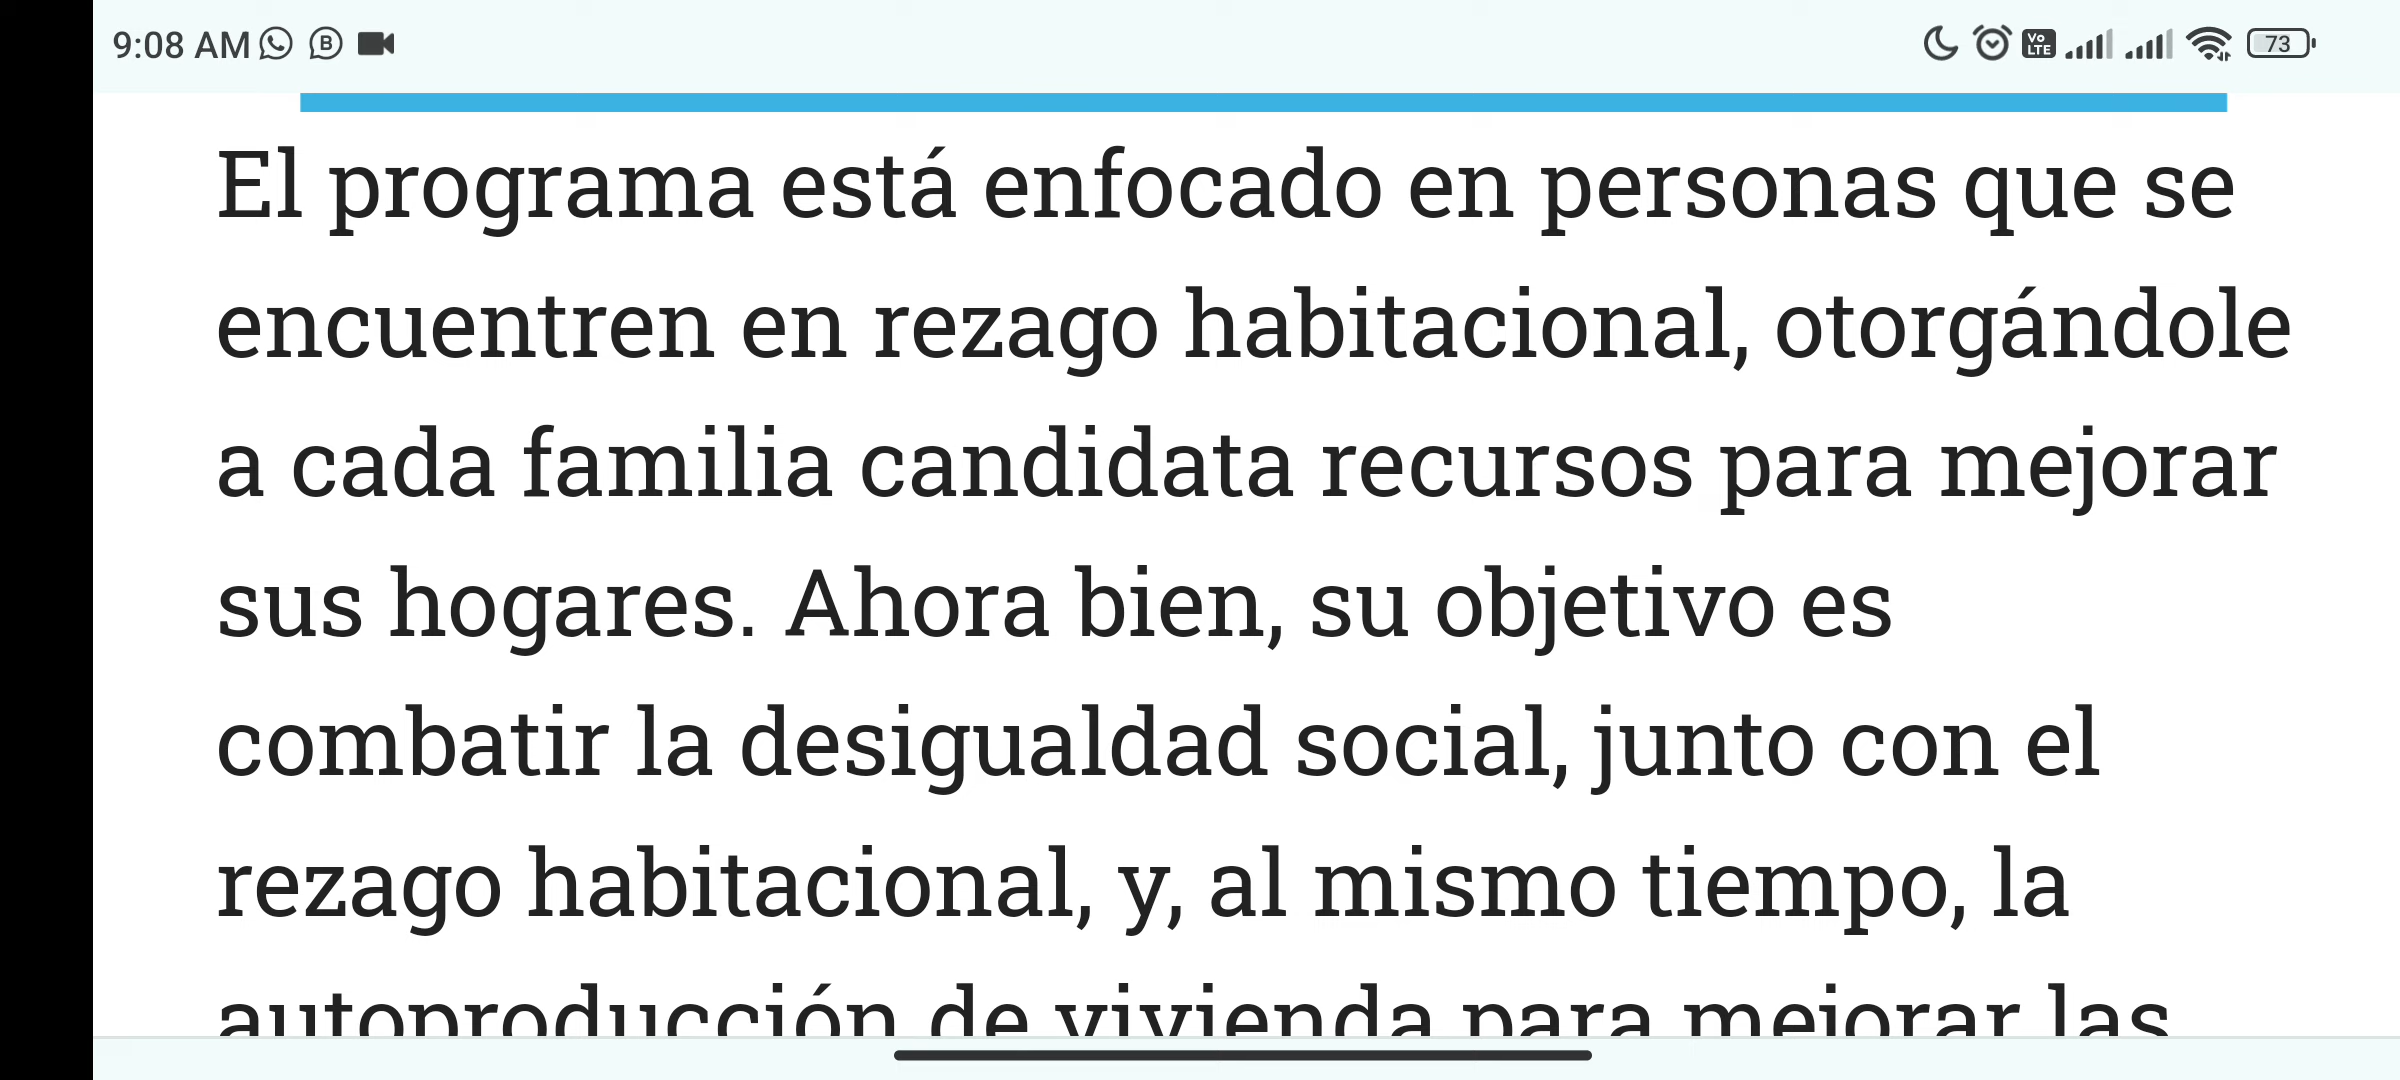 9:08 AM
Vo LTE
73
El programa está enfocado en personas que se
encuentren en rezago habitacional, otorgándole
a cada familia candidata recursos para mejorar
sus hogares. Ahora bien, su objetivo es
combatir la desigualdad social, junto con el
rezago habitacional, y, al mismo tiempo, la
autoproducción de vivienda para mejorar las